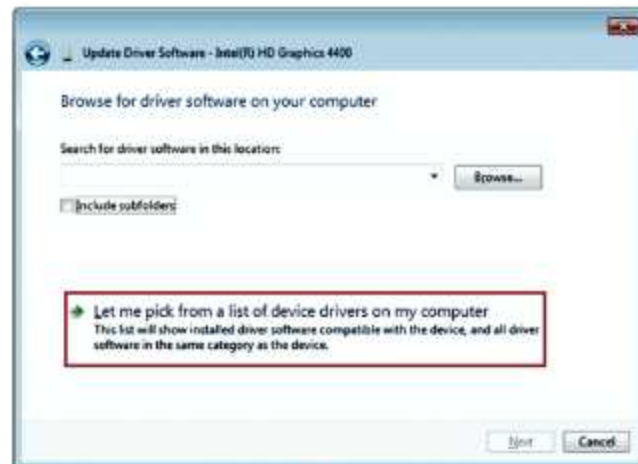 Update Driver Software - Intel(R) HD Graphics 4400
Browse for driver software on your computer
Search for driver software in this location:
Browse...
Include subfolders
Let me pick from a list of device drivers on my computer
This list will show installed driver software compatible with the device, and all driver
software in the same category as the device.
Next Cancel